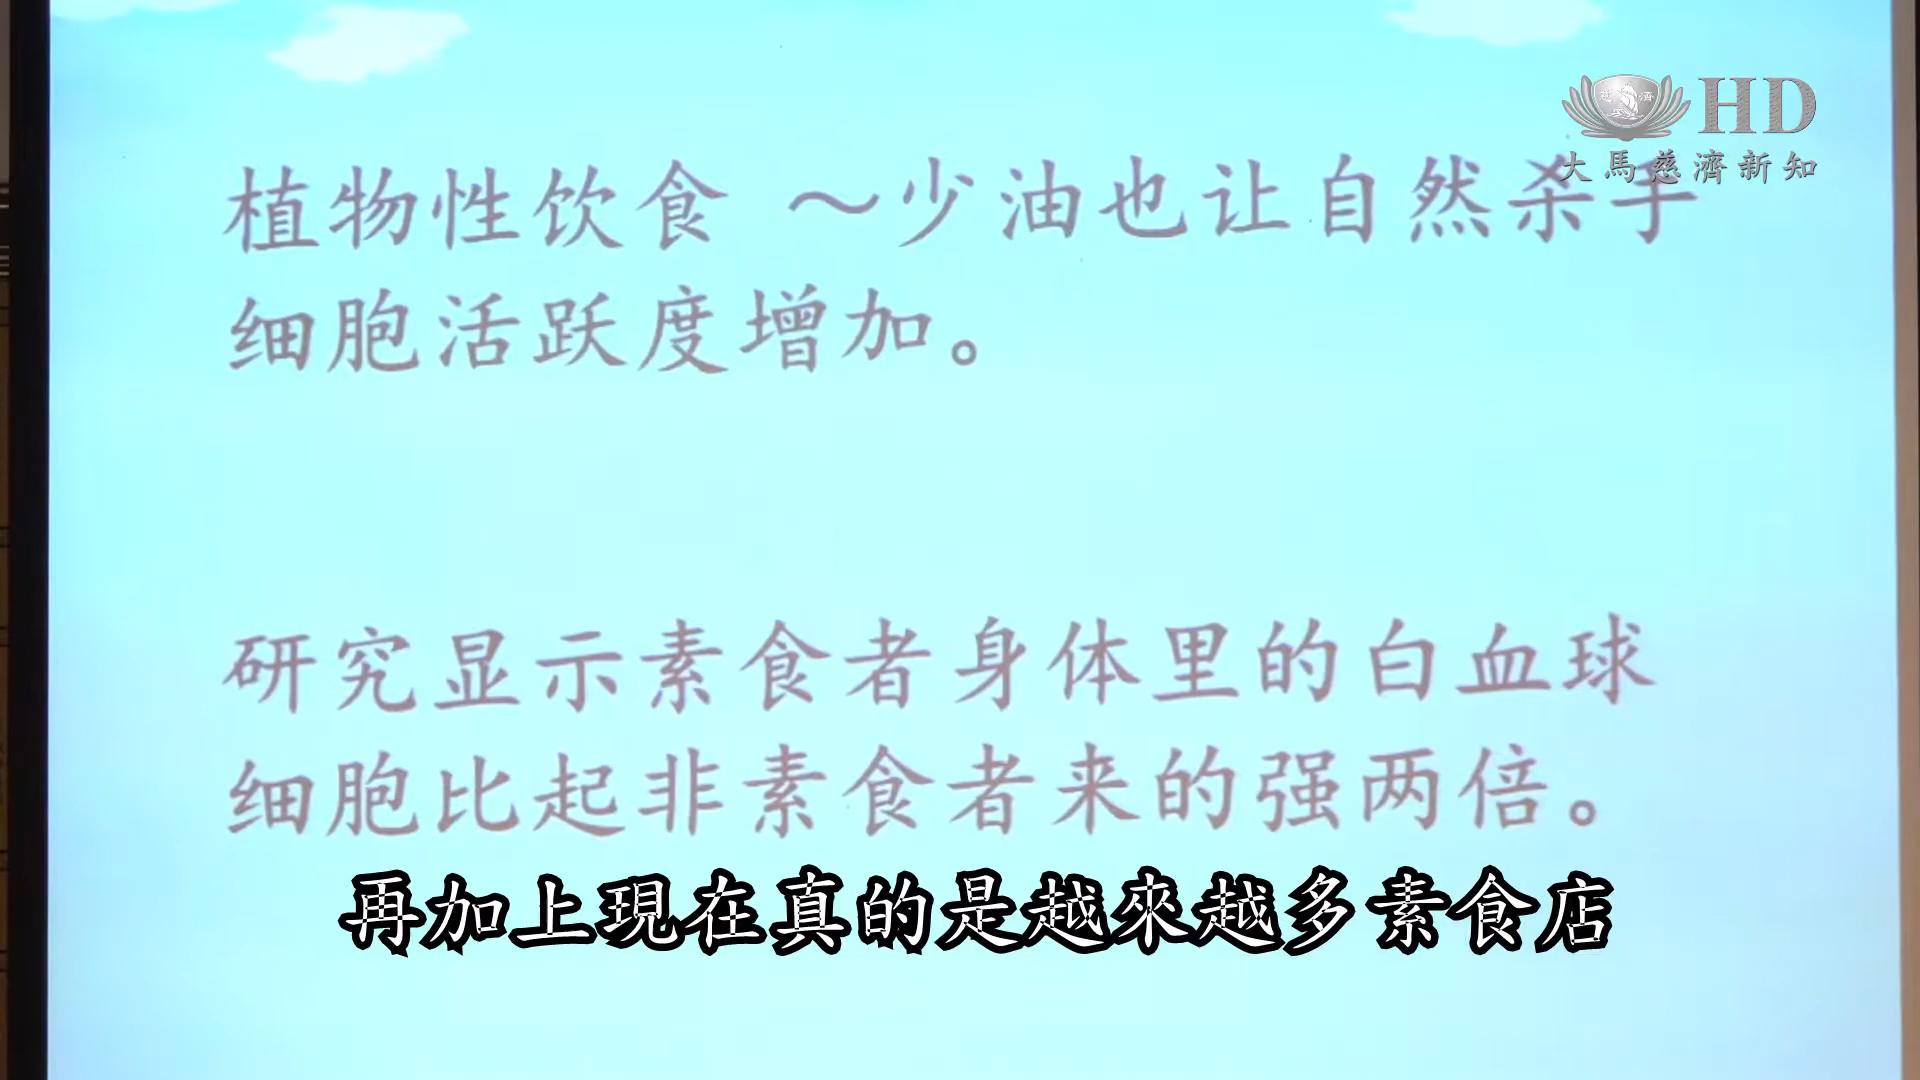 HD
大馬慈濟新知
植物性饮食 ～少油也让自然杀手
细胞活跃度增加。
研究显示素食者身体里的白血球
细胞比起非素食者来的强两倍。
再加上現在真的是越來越多素食店